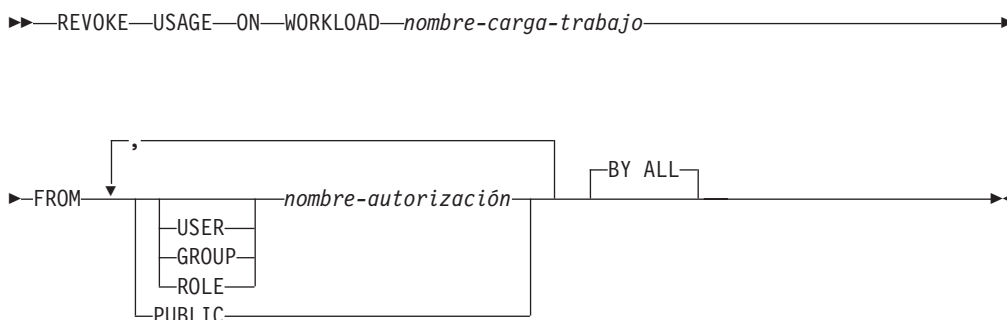 REVOKE USAGE ON WORKLOAD nombre-carga-trabajo
,
FROM nombre-autorización BY ALL
USER
GROUP
ROLE
PUBLIC